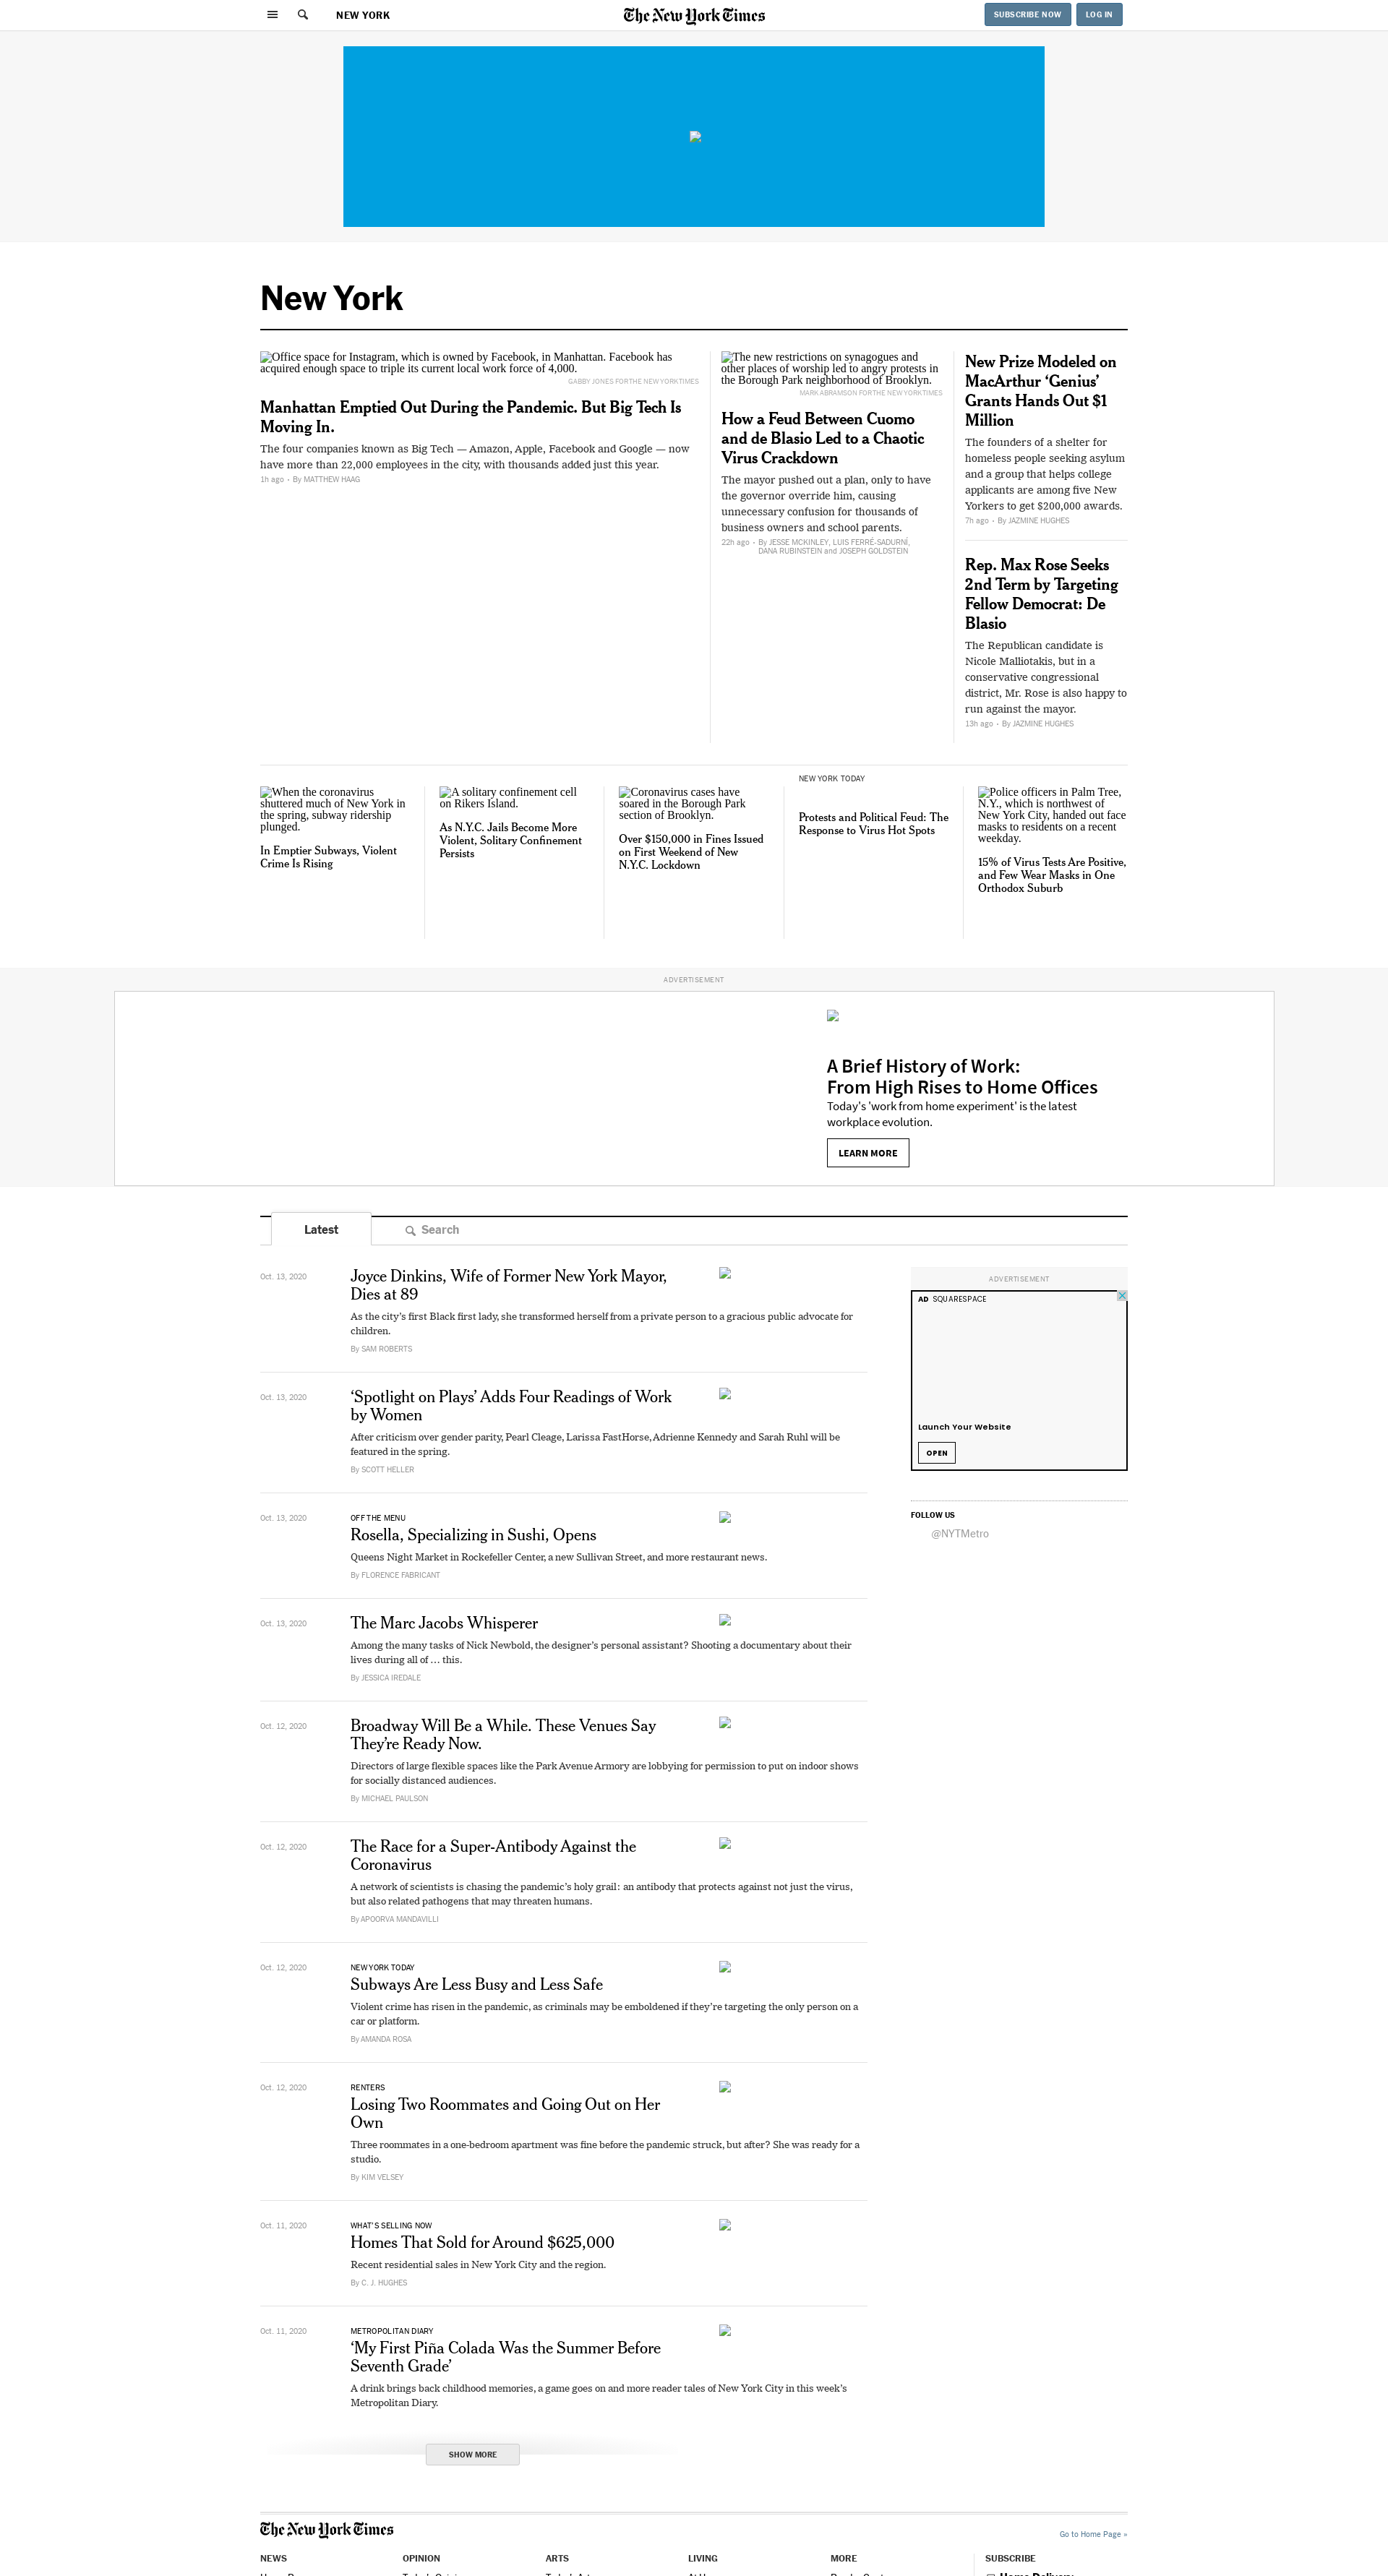 NEW YORK
The New York Times
SUBSCRIBE NOW
LOG IN
New York
Office space for Instagram, which is owned by Facebook, in Manhattan. Facebook has
acquired enough space to triple its current local work force of 4,000.
GABBY JONES FOR THE NEW YORK TIMES
Manhattan Emptied Out During the Pandemic. But Big Tech Is
Moving In.
The four companies known as Big Tech — Amazon, Apple, Facebook and Google — now
have more than 22,000 employees in the city, with thousands added just this year.
1h ago • By MATTHEW HAAG
The new restrictions on synagogues and
other places of worship led to angry protests in
the Borough Park neighborhood of Brooklyn.
MARK ABRAMSON FOR THE NEW YORK TIMES
How a Feud Between Cuomo
and de Blasio Led to a Chaotic
Virus Crackdown
The mayor pushed out a plan, only to have
the governor override him, causing
unnecessary confusion for thousands of
business owners and school parents.
22h ago • By JESSE MCKINLEY, LUIS FERRÉ-SADURNÍ,
DANA RUBINSTEIN and JOSEPH GOLDSTEIN
New Prize Modeled on
MacArthur ‘Genius’
Grants Hands Out $1
Million
The founders of a shelter for
homeless people seeking asylum
and a group that helps college
applicants are among five New
Yorkers to get $200,000 awards.
7h ago • By JAZMINE HUGHES
Rep. Max Rose Seeks
2nd Term by Targeting
Fellow Democrat: De
Blasio
The Republican candidate is
Nicole Malliotakis, but in a
conservative congressional
district, Mr. Rose is also happy to
run against the mayor.
13h ago • By JAZMINE HUGHES
When the coronavirus
shuttered much of New York in
the spring, subway ridership
plunged.
In Emptier Subways, Violent
Crime Is Rising
A solitary confinement cell
on Rikers Island.
As N.Y.C. Jails Become More
Violent, Solitary Confinement
Persists
Coronavirus cases have
soared in the Borough Park
section of Brooklyn.
Over $150,000 in Fines Issued
on First Weekend of New
N.Y.C. Lockdown
NEW YORK TODAY
Protests and Political Feud: The
Response to Virus Hot Spots
Police officers in Palm Tree,
N.Y., which is northwest of
New York City, handed out face
masks to residents on a recent
weekday.
15% of Virus Tests Are Positive,
and Few Wear Masks in One
Orthodox Suburb
ADVERTISEMENT
A Brief History of Work:
From High Rises to Home Offices
Today's 'work from home experiment' is the latest
workplace evolution.
LEARN MORE
Latest
Search
Oct. 13, 2020
Joyce Dinkins, Wife of Former New York Mayor,
Dies at 89
As the city’s first Black first lady, she transformed herself from a private person to a gracious public advocate for
children.
By SAM ROBERTS
Oct. 13, 2020
‘Spotlight on Plays’ Adds Four Readings of Work
by Women
After criticism over gender parity, Pearl Cleage, Larissa FastHorse, Adrienne Kennedy and Sarah Ruhl will be
featured in the spring.
By SCOTT HELLER
Oct. 13, 2020
OFF THE MENU
Rosella, Specializing in Sushi, Opens
Queens Night Market in Rockefeller Center, a new Sullivan Street, and more restaurant news.
By FLORENCE FABRICANT
Oct. 13, 2020
The Marc Jacobs Whisperer
Among the many tasks of Nick Newbold, the designer’s personal assistant? Shooting a documentary about their
lives during all of … this.
By JESSICA IREDALE
Oct. 12, 2020
Broadway Will Be a While. These Venues Say
They’re Ready Now.
Directors of large flexible spaces like the Park Avenue Armory are lobbying for permission to put on indoor shows
for socially distanced audiences.
By MICHAEL PAULSON
Oct. 12, 2020
The Race for a Super-Antibody Against the
Coronavirus
A network of scientists is chasing the pandemic’s holy grail: an antibody that protects against not just the virus,
but also related pathogens that may threaten humans.
By APOORVA MANDAVILLI
Oct. 12, 2020
NEW YORK TODAY
Subways Are Less Busy and Less Safe
Violent crime has risen in the pandemic, as criminals may be emboldened if they’re targeting the only person on a
car or platform.
By AMANDA ROSA
Oct. 12, 2020
RENTERS
Losing Two Roommates and Going Out on Her
Own
Three roommates in a one-bedroom apartment was fine before the pandemic struck, but after? She was ready for a
studio.
By KIM VELSEY
Oct. 11, 2020
WHAT'S SELLING NOW
Homes That Sold for Around $625,000
Recent residential sales in New York City and the region.
By C. J. HUGHES
Oct. 11, 2020
METROPOLITAN DIARY
‘My First Piña Colada Was the Summer Before
Seventh Grade’
A drink brings back childhood memories, a game goes on and more reader tales of New York City in this week’s
Metropolitan Diary.
SHOW MORE
ADVERTISEMENT
AD SQUARESPACE
Launch Your Website
OPEN
FOLLOW US
@NYTMetro
The New York Times
Go to Home Page »
NEWS
OPINION
ARTS
LIVING
MORE
SUBSCRIBE